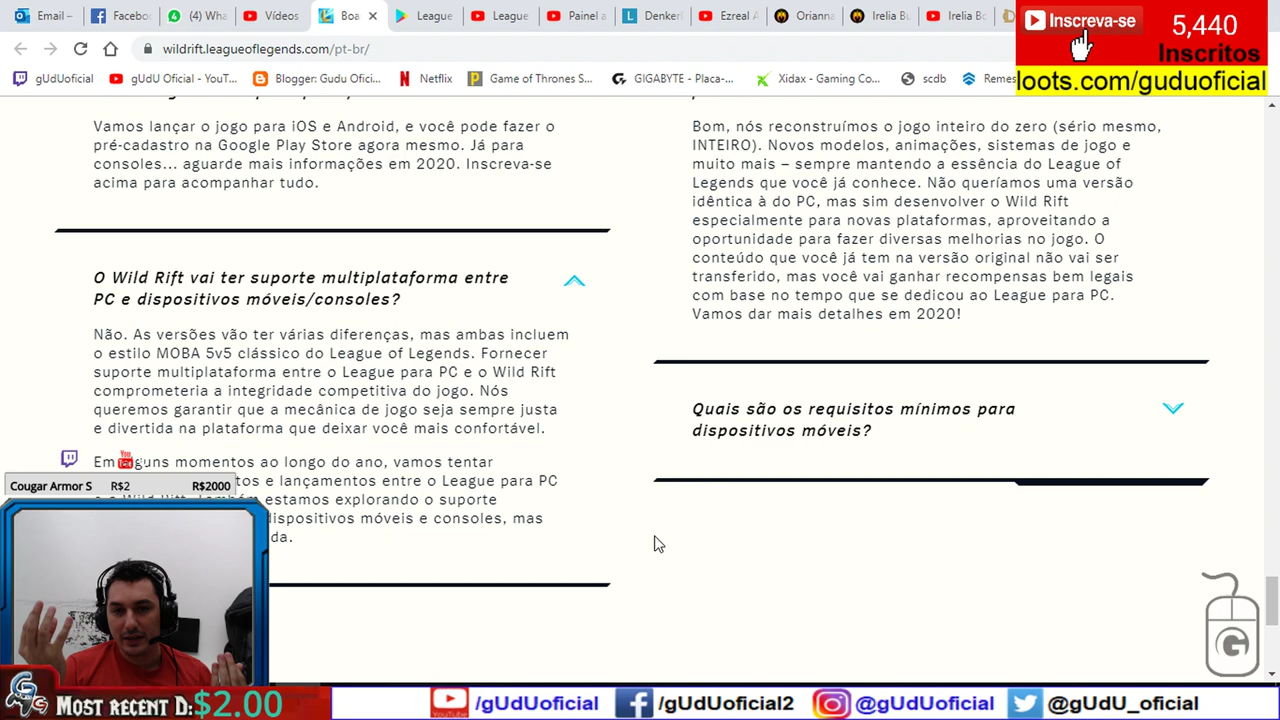 Email –
Faceb
(4) Wha
Vídeos
Boa
League
League
Painel a
Denkerl
Ezreal A
Orianna
Irelia Bu
Irelia Bo
wildrift.leagueoflegends.com/pt-br/
gUdUoficial
gUdU Oficial - YouT...
Blogger: Gudu Ofici...
Netflix
Game of Thrones S...
GIGABYTE - Placa-...
Xidax - Gaming Co...
scdb
Remes
Inscreva-se
5,440
Inscritos
loots.com/guduoficial
Vamos lançar o jogo para iOS e Android, e você pode fazer o
pré-cadastro na Google Play Store agora mesmo. Já para
consoles... aguarde mais informações em 2020. Inscreva-se
acima para acompanhar tudo.
O Wild Rift vai ter suporte multiplataforma entre
PC e dispositivos móveis/consoles?
Não. As versões vão ter várias diferenças, mas ambas incluem
o estilo MOBA 5v5 clássico do League of Legends. Fornecer
suporte multiplataforma entre o League para PC e o Wild Rift
comprometeria a integridade competitiva do jogo. Nós
queremos garantir que a mecânica de jogo seja sempre justa
e divertida na plataforma que deixar você mais confortável.
Em alguns momentos ao longo do ano, vamos tentar
tos e lançamentos entre o League para PC
estamos explorando o suporte
dispositivos móveis e consoles, mas
da.
Bom, nós reconstruímos o jogo inteiro do zero (sério mesmo,
INTEIRO). Novos modelos, animações, sistemas de jogo e
muito mais – sempre mantendo a essência do League of
Legends que você já conhece. Não queríamos uma versão
idêntica à do PC, mas sim desenvolver o Wild Rift
especialmente para novas plataformas, aproveitando a
oportunidade para fazer diversas melhorias no jogo. O
conteúdo que você já tem na versão original não vai ser
transferido, mas você vai ganhar recompensas bem legais
com base no tempo que se dedicou ao League para PC.
Vamos dar mais detalhes em 2020!
Quais são os requisitos mínimos para
dispositivos móveis?
Cougar Armor S R$2 R$2000
Most recent D: $2.00
/gUdUoficial
/gUdUoficial2
@gUdUoficial
@gUdU_oficial